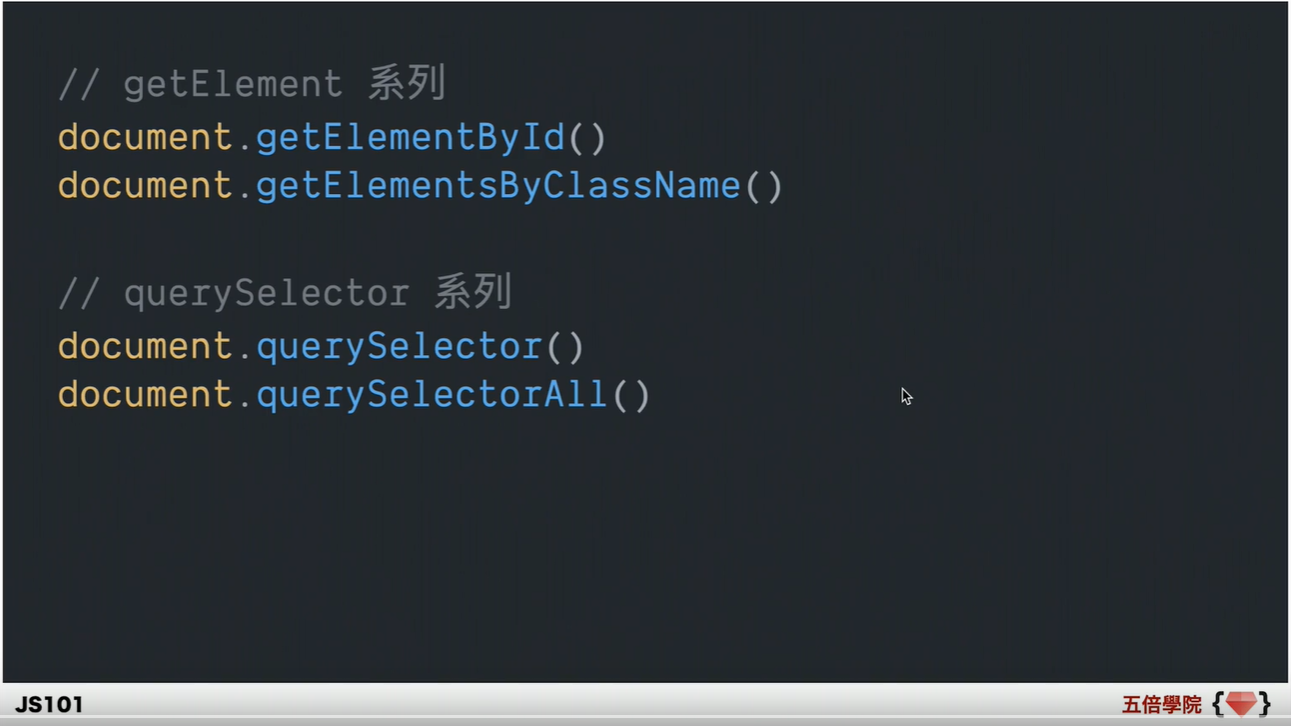 // getElement 系列
document.getElementById()
document.getElementsByClassName()
// querySelector 系列
document.querySelector()
document.querySelectorAll()
JS101
五倍學院 { }